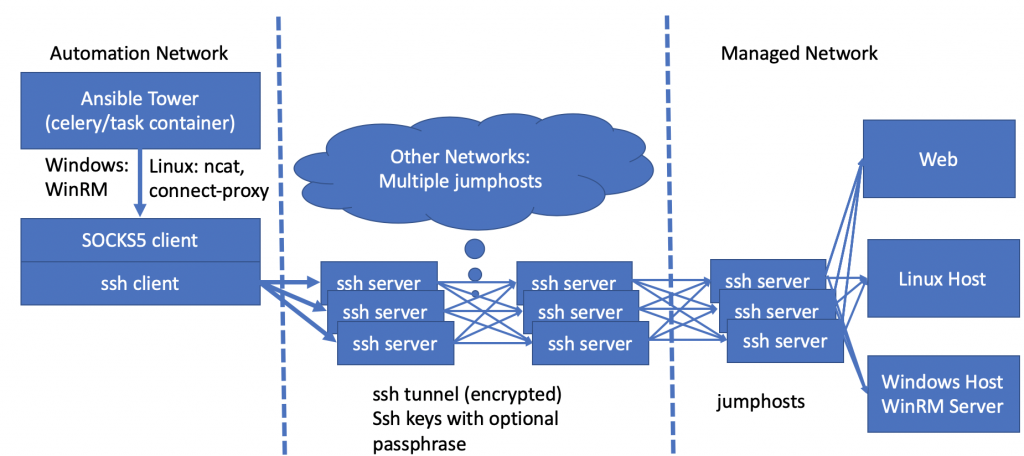 Automation Network
Managed Network
Ansible Tower
(celery/task container)
Windows:
WinRM
Linux: ncat,
connect-proxy
SOCKS5 client
ssh client
Other Networks:
Multiple jumphosts
ssh server
ssh server
ssh server
ssh server
ssh server
ssh server
ssh server
ssh server
ssh server
ssh tunnel (encrypted)
Ssh keys with optional
passphrase
jumphosts
Web
Linux Host
Windows Host
WinRM Server